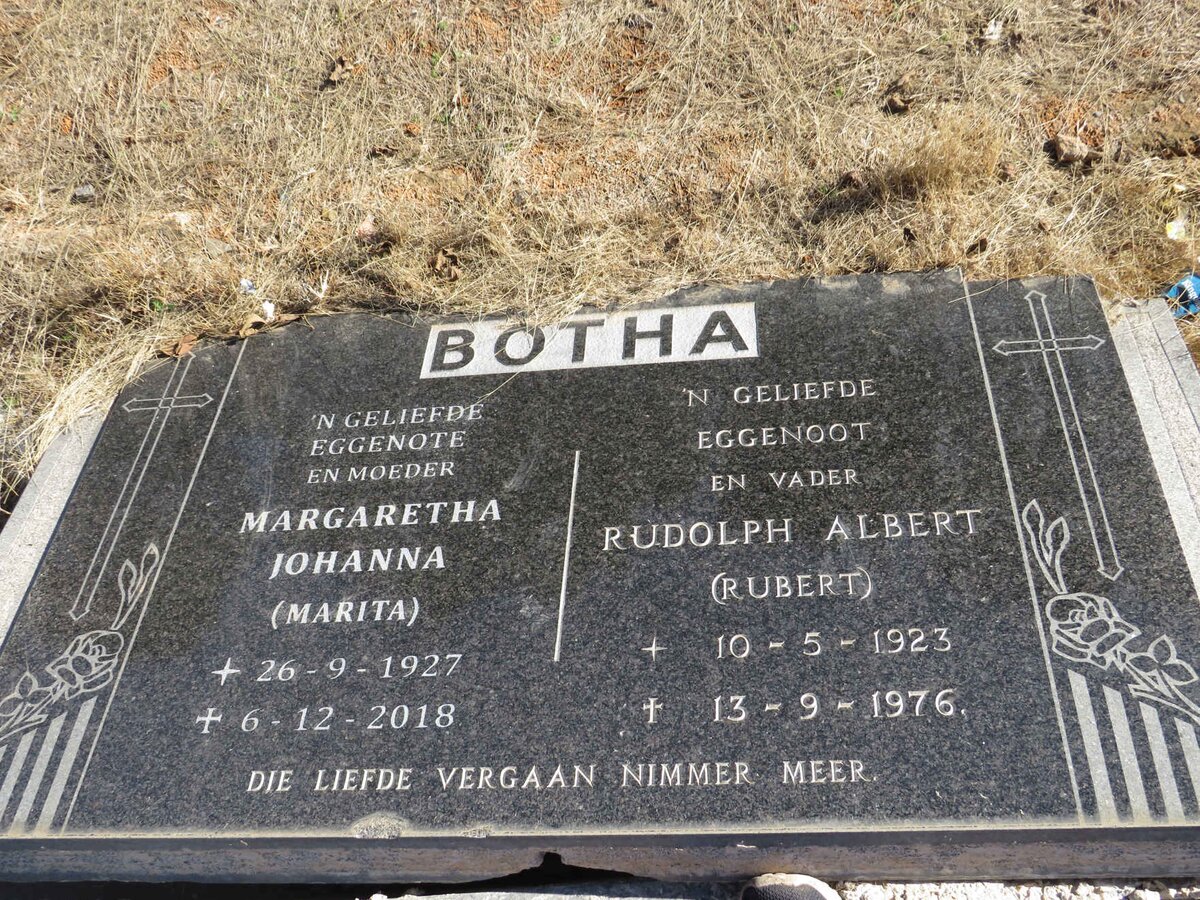 BOTHA
'N GELIEFDE
EGGENOTE
EN MOEDER
MARGARETHA
JOHANNA
(MARITA)
26 - 9 - 1927
6 - 12 - 2018
'N GELIEFDE
EGGENOOT
EN VADER
RUDOLPH ALBERT
(RUBERT)
10 - 5 - 1923
13 - 9 - 1976.
DIE LIEFDE VERGAAN NIMMER MEER.